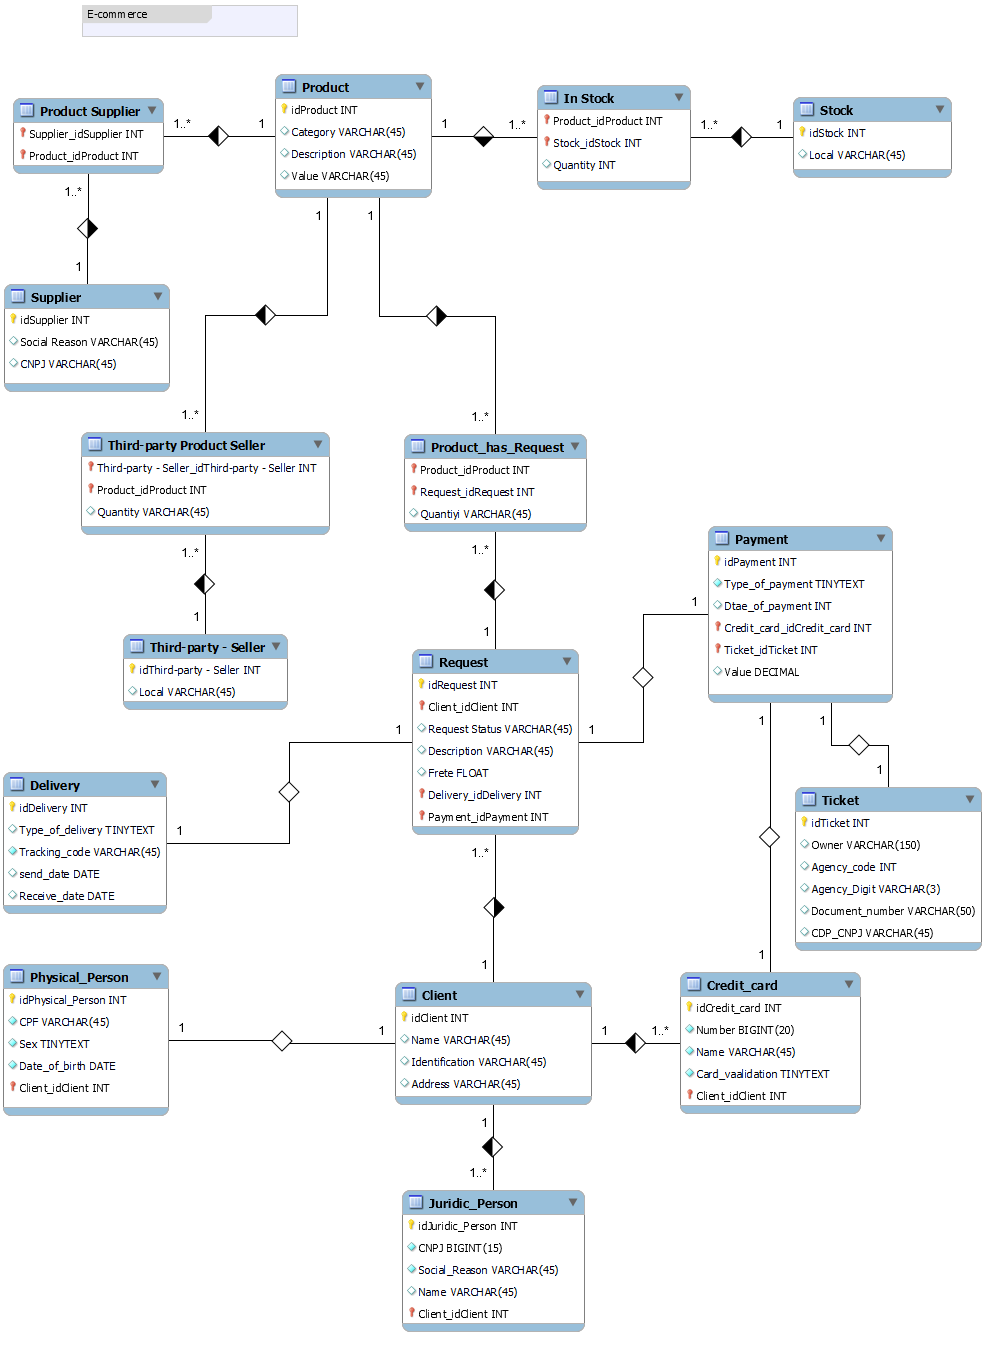 E-commerce
Product Supplier
Supplier_idSupplier INT
Product_idProduct INT
1..*
1
Product
idProduct INT
Category VARCHAR(45)
Description VARCHAR(45)
Value VARCHAR(45)
1
1..*
In Stock
Product_idProduct INT
Stock_idStock INT
Quantity INT
1..*
1
Stock
idStock INT
Local VARCHAR(45)
1..*
1
Supplier
idSupplier INT
Social Reason VARCHAR(45)
CNPJ VARCHAR(45)
1
1
1..*
1..*
Third-party Product Seller
Third-party - Seller_idThird-party - Seller INT
Product_idProduct INT
Quantity VARCHAR(45)
Product_has_Request
Product_idProduct INT
Request_idRequest INT
Quantiyi VARCHAR(45)
1..*
1
Third-party - Seller
idThird-party - Seller INT
Local VARCHAR(45)
1..*
1
Request
idRequest INT
Client_idClient INT
Request Status VARCHAR(45)
Description VARCHAR(45)
Frete FLOAT
Delivery_idDelivery INT
Payment_idPayment INT
1
1
Payment
idPayment INT
Type_of_payment TINYTEXT
Dtae_of_payment INT
Credit_card_idCredit_card INT
Ticket_idTicket INT
Value DECIMAL
1
1
1
Ticket
idTicket INT
Owner VARCHAR(150)
Agency_code INT
Agency_Digit VARCHAR(3)
Document_number VARCHAR(50)
CDP_CNPJ VARCHAR(45)
1
1
Delivery
idDelivery INT
Type_of_delivery TINYTEXT
Tracking_code VARCHAR(45)
send_date DATE
Receive_date DATE
1..*
1
1
Physical_Person
idPhysical_Person INT
CPF VARCHAR(45)
Sex TINYTEXT
Date_of_birth DATE
Client_idClient INT
1
1
Client
idClient INT
Name VARCHAR(45)
Identification VARCHAR(45)
Address VARCHAR(45)
1
1..*
Credit_card
idCredit_card INT
Number BIGINT(20)
Name VARCHAR(45)
Card_vaalidation TINYTEXT
Client_idClient INT
1
1..*
Juridic_Person
idJuridic_Person INT
CNPJ BIGINT(15)
Social_Reason VARCHAR(45)
Name VARCHAR(45)
Client_idClient INT